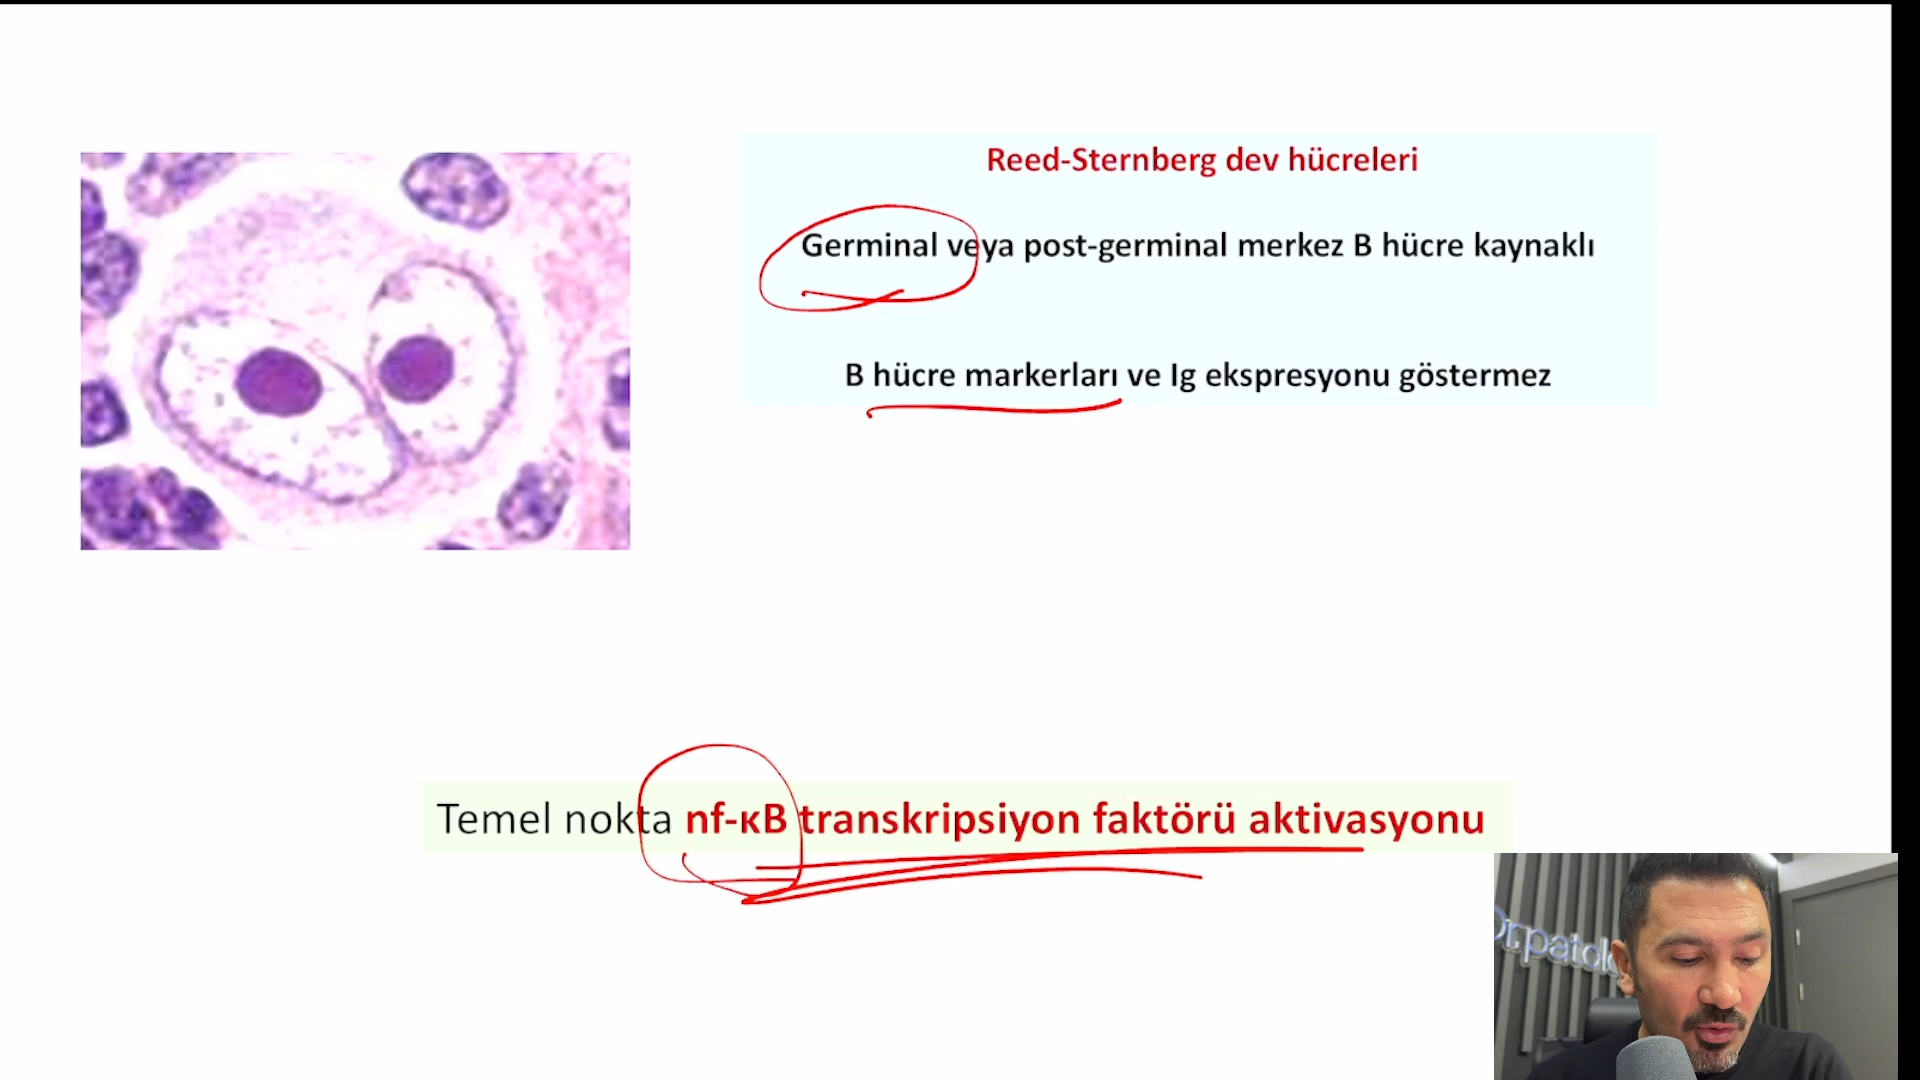 Reed-Sternberg dev hücreleri
Germinal veya post-germinal merkez B hücre kaynaklı
B hücre markerları ve Ig ekspresyonu göstermez
Temel nokta nf-κB transkripsiyon faktörü aktivasyonu